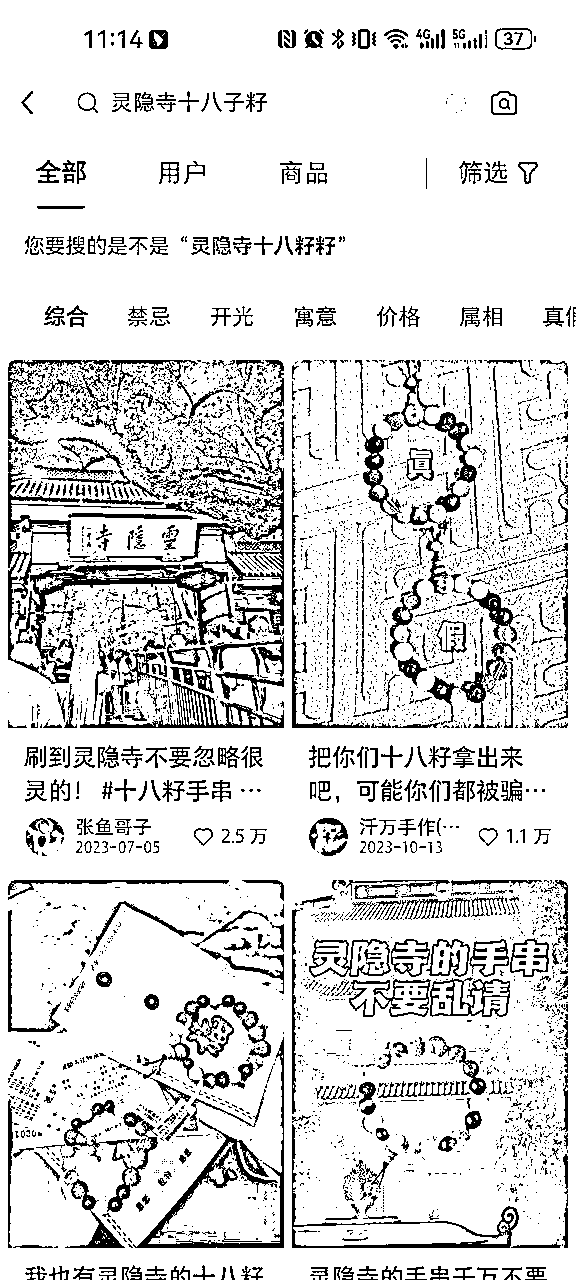 11:14
4G 5G 37
灵隐寺十八子籽
全部 用户 商品 筛选
您要搜的是不是“灵隐寺十八籽籽”
综合 禁忌 开光 寓意 价格 属相 真假
靈隱寺
真
假
刷到灵隐寺不要忽略很
灵的！ #十八籽手串 …
张鱼哥子
2023-07-05
2.5 万
把你们十八籽拿出来
吧，可能你们都被骗…
汘万手作(…
2023-10-13
1.1 万
灵隐寺的手串
不要乱请
我也有灵隐寺的十八籽
灵隐寺的手串千万不要